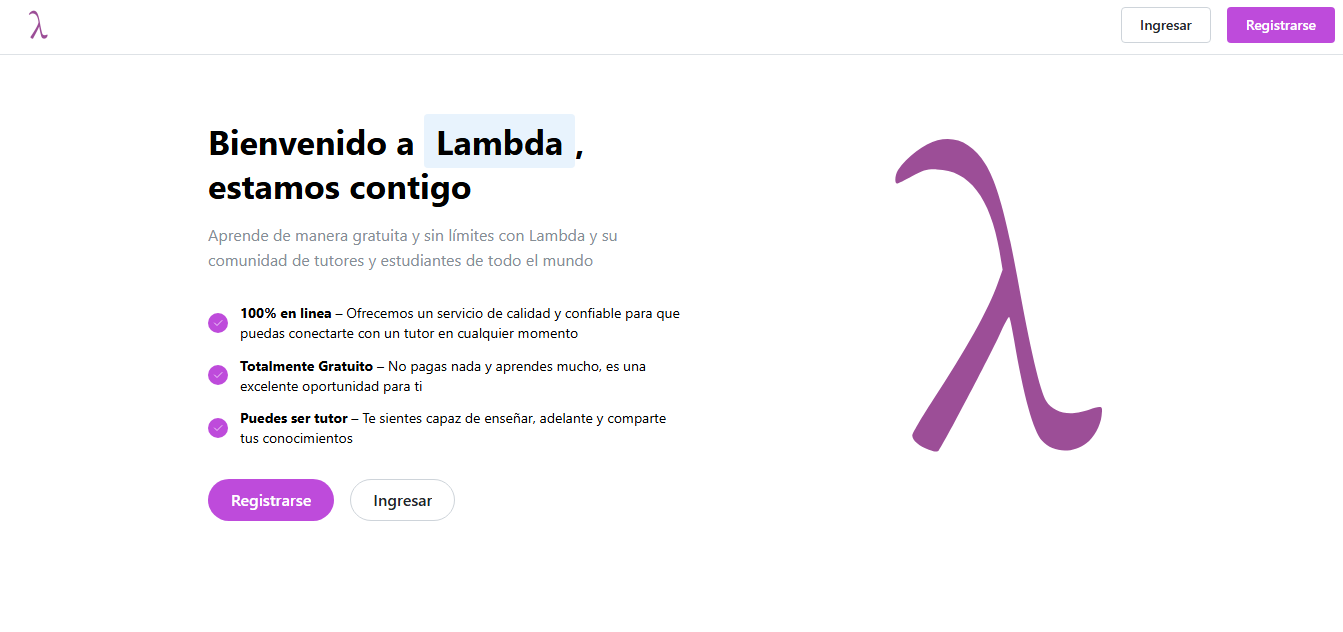 λ
Ingresar
Registrarse
Bienvenido a Lambda,
estamos contigo
Aprende de manera gratuita y sin límites con Lambda y su
comunidad de tutores y estudiantes de todo el mundo
100% en linea – Ofrecemos un servicio de calidad y confiable para que
puedas conectarte con un tutor en cualquier momento
Totalmente Gratuito – No pagas nada y aprendes mucho, es una
excelente oportunidad para ti
Puedes ser tutor – Te sientes capaz de enseñar, adelante y comparte
tus conocimientos
Registrarse
Ingresar
λ